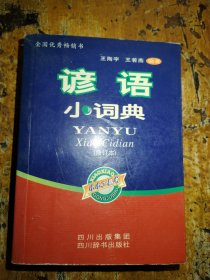 全国优秀畅销书
王陶宇 王若燕
谚语
小词典
YANYU
Xiao Cidian
(修订本)
四川出版集团
四川辞书出版社